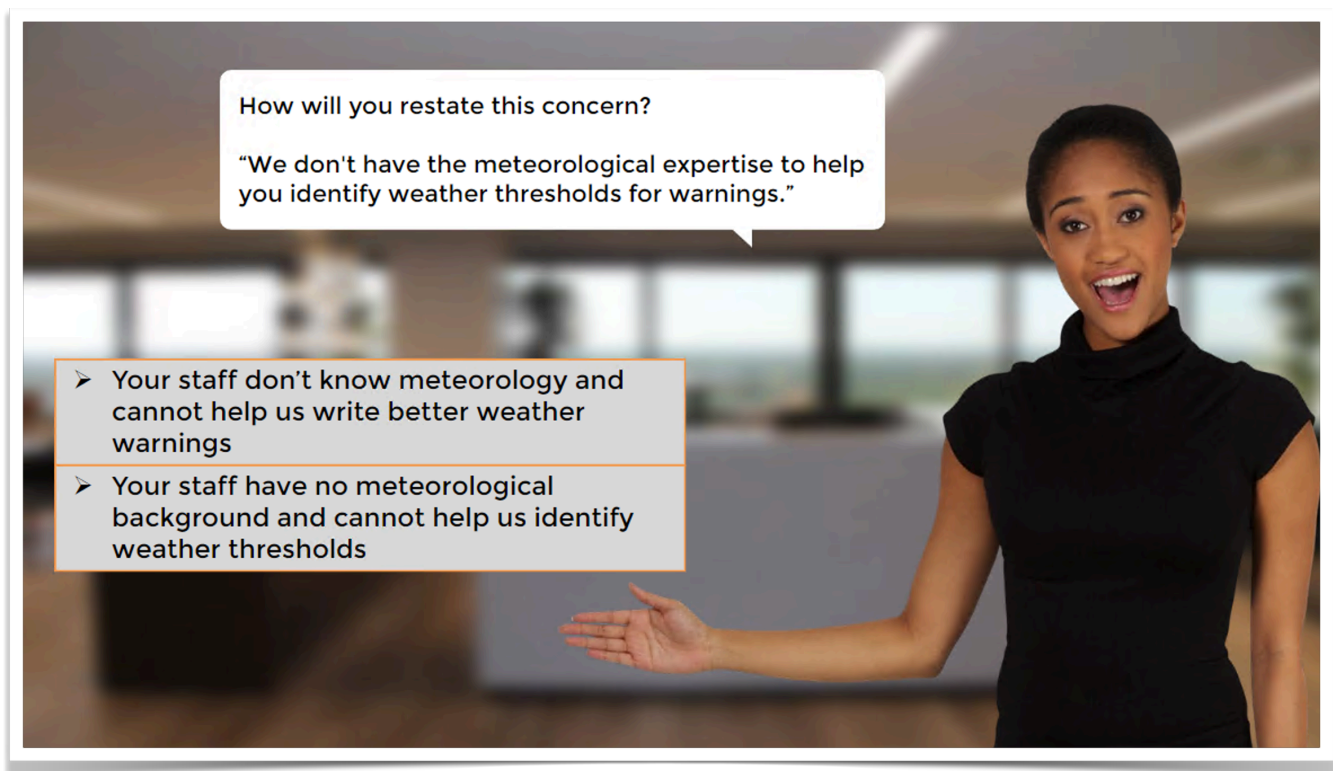 How will you restate this concern?
“We don't have the meteorological expertise to help
you identify weather thresholds for warnings.”
➢ Your staff don’t know meteorology and
cannot help us write better weather
warnings
➢ Your staff have no meteorological
background and cannot help us identify
weather thresholds